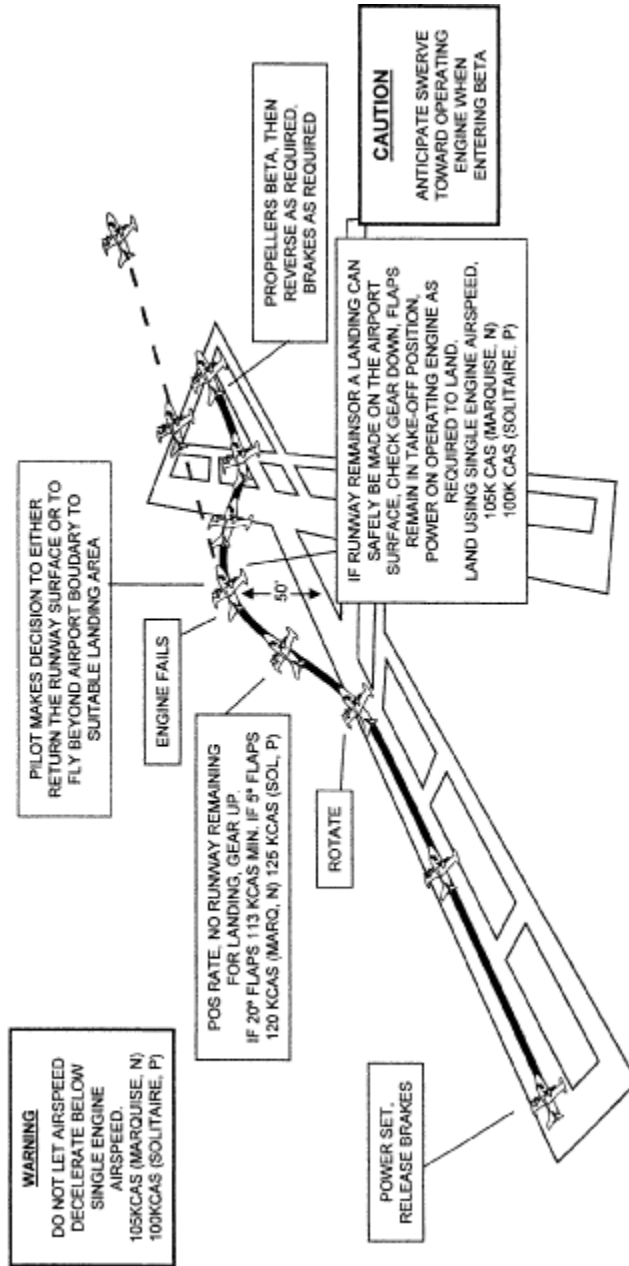 WARNING
DO NOT LET AIRSPEED
DECELERATE BELOW
SINGLE ENGINE
AIRSPEED.
105KCAS (MARQUISE, N)
100KCAS (SOLITAIRE, P)
PILOT MAKES DECISION TO EITHER
RETURN THE RUNWAY SURFACE OR TO
FLY BEYOND AIRPORT BOUDARY TO
SUITABLE LANDING AREA
ENGINE FAILS
POS RATE, NO RUNWAY REMAINING
FOR LANDING, GEAR UP.
IF 20° FLAPS 113 KCAS MIN. IF 5° FLAPS
120 KCAS (MARQ, N) 125 KCAS (SOL, P)
ROTATE
POWER SET,
RELEASE BRAKES
50'
PROPELLERS BETA, THEN
REVERSE AS REQUIRED,
BRAKES AS REQUIRED
IF RUNWAY REMAINSOR A LANDING CAN
SAFELY BE MADE ON THE AIRPORT
SURFACE, CHECK GEAR DOWN, FLAPS
REMAIN IN TAKE-OFF POSITION,
POWER ON OPERATING ENGINE AS
REQUIRED TO LAND.
LAND USING SINGLE ENGINE AIRSPEED,
105K CAS (MARQUISE, N)
100K CAS (SOLITAIRE, P)
CAUTION
ANTICIPATE SWERVE
TOWARD OPERATING
ENGINE WHEN
ENTERING BETA